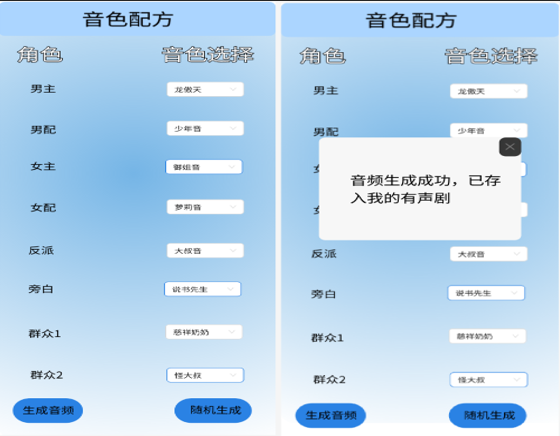 音色配方
角色 音色选择
男主 龙傲天
男配 少年音
女主 御姐音
女配 萝莉音
反派 大叔音
旁白 说书先生
群众1 慈祥奶奶
群众2 怪大叔
生成音频 随机生成
音色配方
角色 音色选择
男主 龙傲天
男配 少年音
音频生成成功，已存
入我的有声剧
反派 大叔音
旁白 说书先生
群众1 慈祥奶奶
群众2 怪大叔
生成音频 随机生成